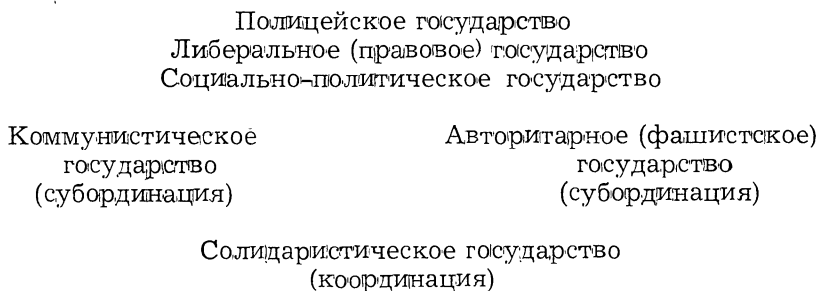 Полицейское государство
Либеральное (правовое) государство
Социально-политическое государство
Коммунистическое
государство
(субординация)
Авторитарное (фашистское)
государство
(субординация)
Солидаристическое государство
(координация)